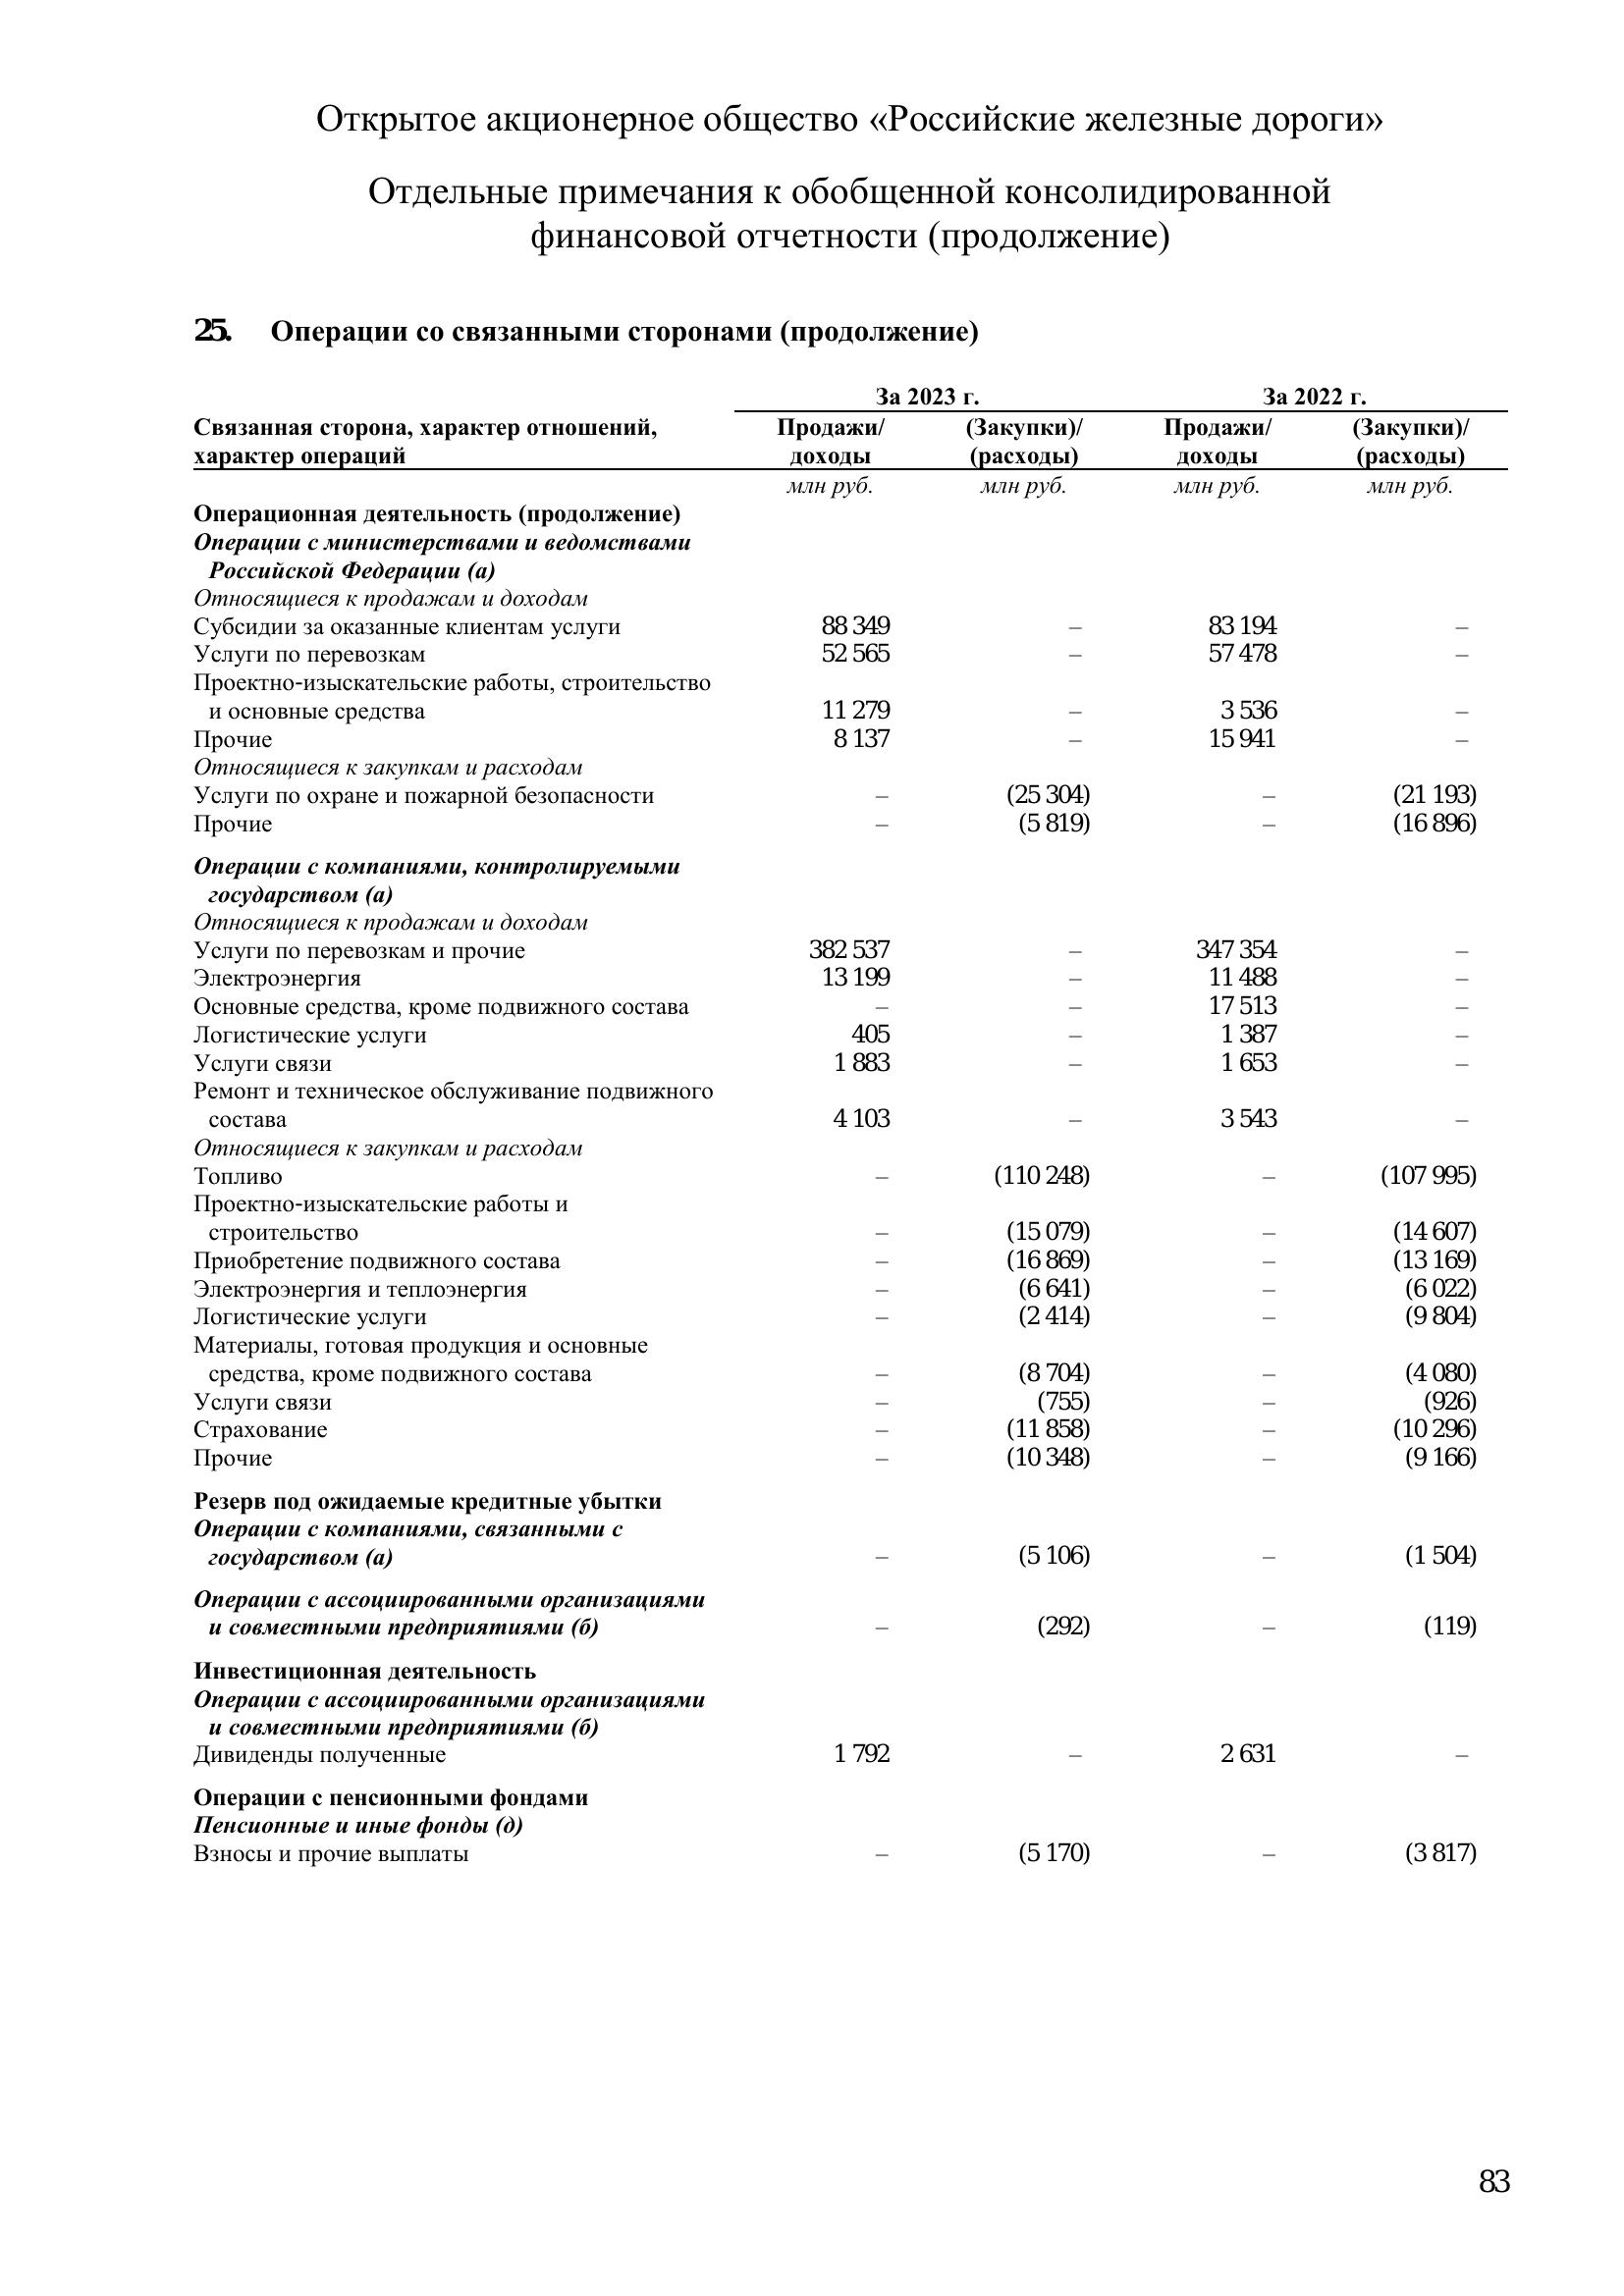 Открытое акционерное общество «Российские железные дороги»
Отдельные примечания к обобщенной консолидированной
финансовой отчетности (продолжение)
25. Операции со связанными сторонами (продолжение)
За 2023 г. За 2022 г.
Связанная сторона, характер отношений, Продажи/ (Закупки)/ Продажи/ (Закупки)/
характер операций доходы (расходы) доходы (расходы)
млн руб. млн руб. млн руб. млн руб.
Операционная деятельность (продолжение)
Операции с министерствами и ведомствами
Российской Федерации (а)
Относящиеся к продажам и доходам
Субсидии за оказанные клиентам услуги 88 349 – 83 194 –
Услуги по перевозкам 52 565 – 57 478 –
Проектно-изыскательские работы, строительство
и основные средства 11 279 – 3 536 –
Прочие 8 137 – 15 941 –
Относящиеся к закупкам и расходам
Услуги по охране и пожарной безопасности – (25 304) – (21 193)
Прочие – (5 819) – (16 896)
Операции с компаниями, контролируемыми
государством (а)
Относящиеся к продажам и доходам
Услуги по перевозкам и прочие 382 537 – 347 354 –
Электроэнергия 13 199 – 11 488 –
Основные средства, кроме подвижного состава – – 17 513 –
Логистические услуги 405 – 1 387 –
Услуги связи 1 883 – 1 653 –
Ремонт и техническое обслуживание подвижного
состава 4 103 – 3 543 –
Относящиеся к закупкам и расходам
Топливо – (110 248) – (107 995)
Проектно-изыскательские работы и
строительство – (15 079) – (14 607)
Приобретение подвижного состава – (16 869) – (13 169)
Электроэнергия и теплоэнергия – (6 641) – (6 022)
Логистические услуги – (2 414) – (9 804)
Материалы, готовая продукция и основные
средства, кроме подвижного состава – (8 704) – (4 080)
Услуги связи – (755) – (926)
Страхование – (11 858) – (10 296)
Прочие – (10 348) – (9 166)
Резерв под ожидаемые кредитные убытки
Операции с компаниями, связанными с
государством (а) – (5 106) – (1 504)
Операции с ассоциированными организациями
и совместными предприятиями (б) – (292) – (119)
Инвестиционная деятельность
Операции с ассоциированными организациями
и совместными предприятиями (б)
Дивиденды полученные 1 792 – 2 631 –
Операции с пенсионными фондами
Пенсионные и иные фонды (д)
Взносы и прочие выплаты – (5 170) – (3 817)
83